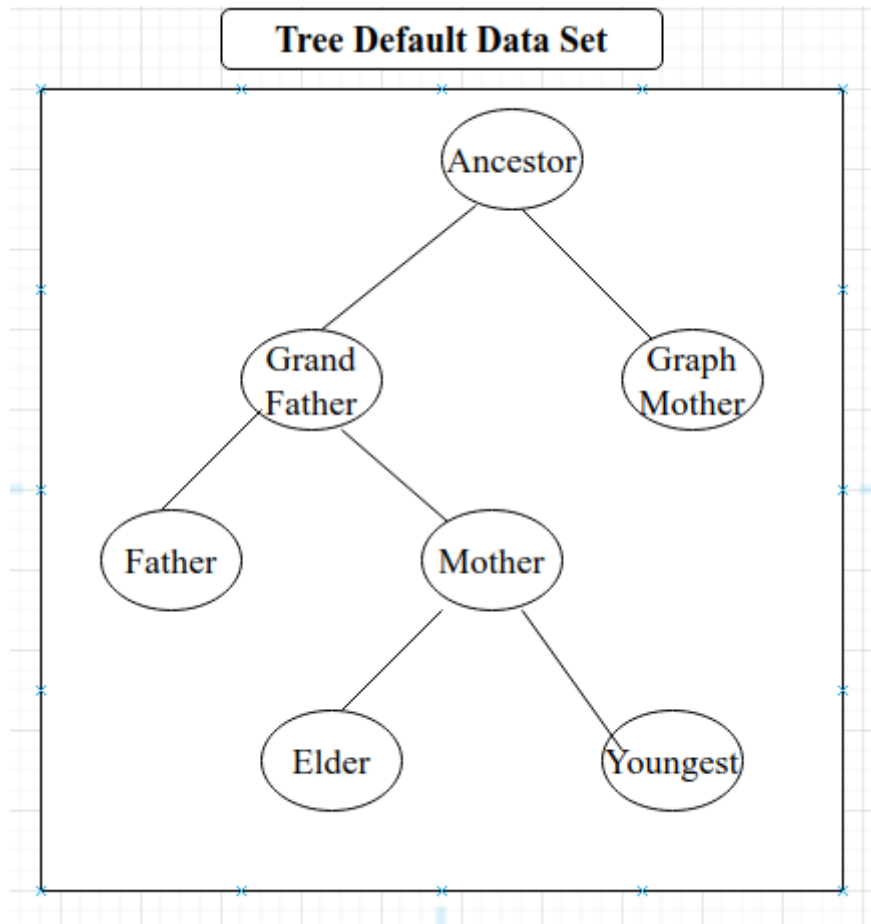 Tree Default Data Set
Ancestor
Grand
Father
Graph
Mother
Father
Mother
Elder
Youngest